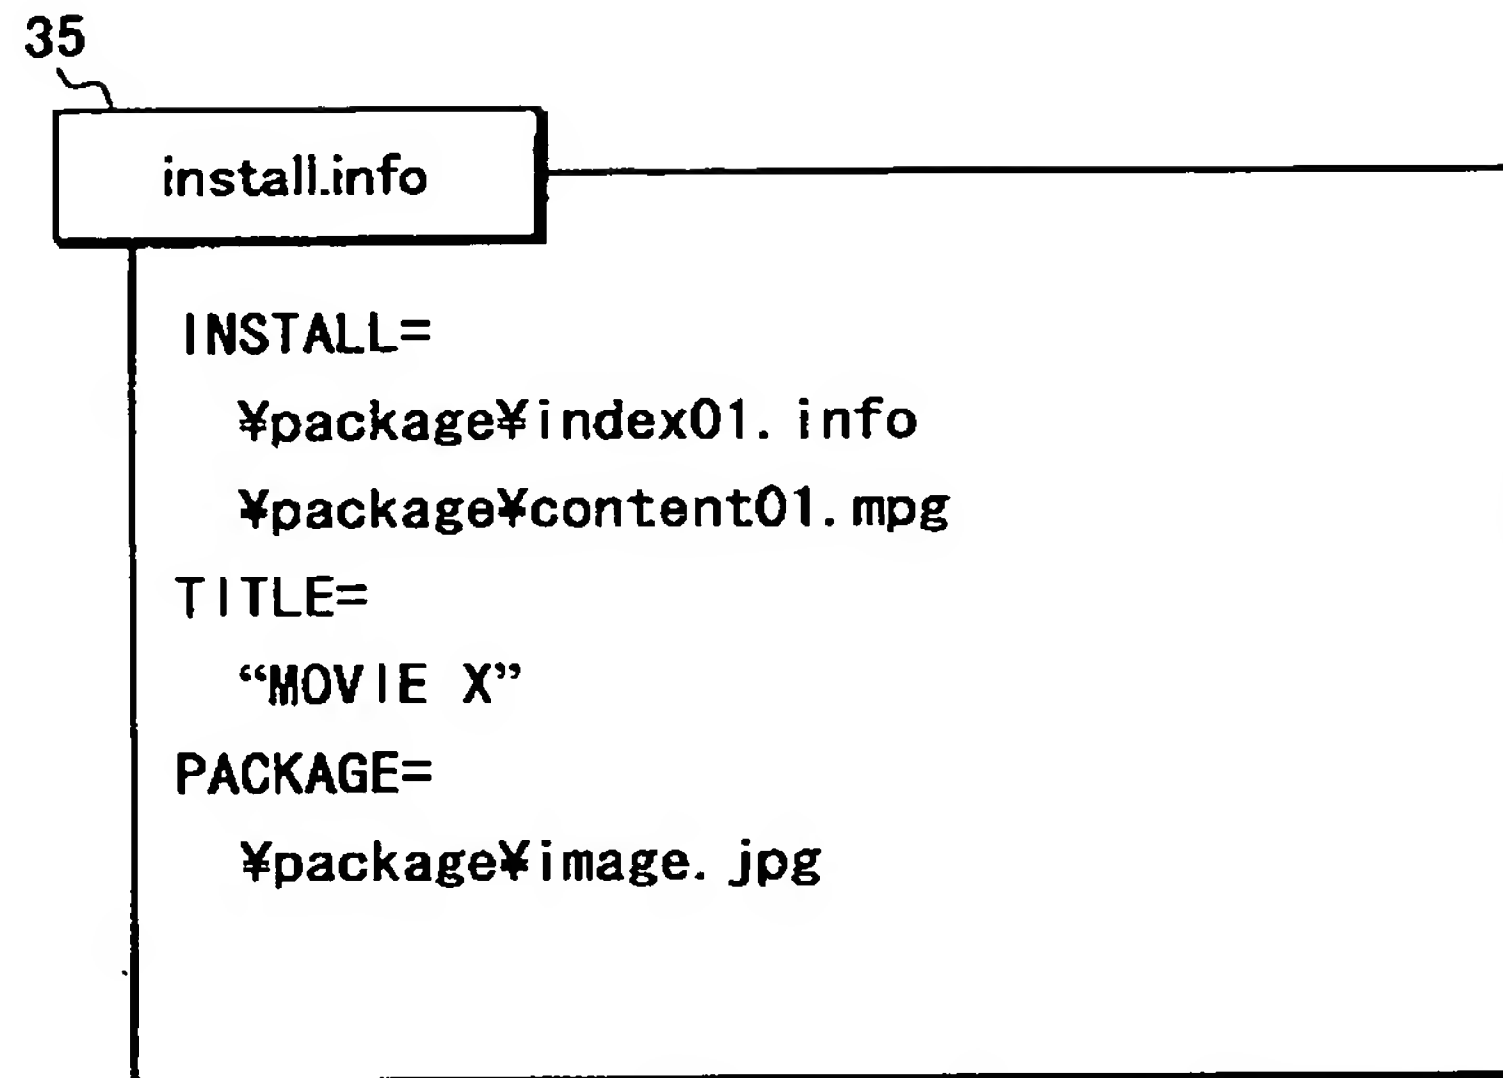 35
install.info
INSTALL=
¥package¥index01.info
¥package¥content01.mpg
TITLE=
“MOVIE X”
PACKAGE=
¥package¥image.jpg